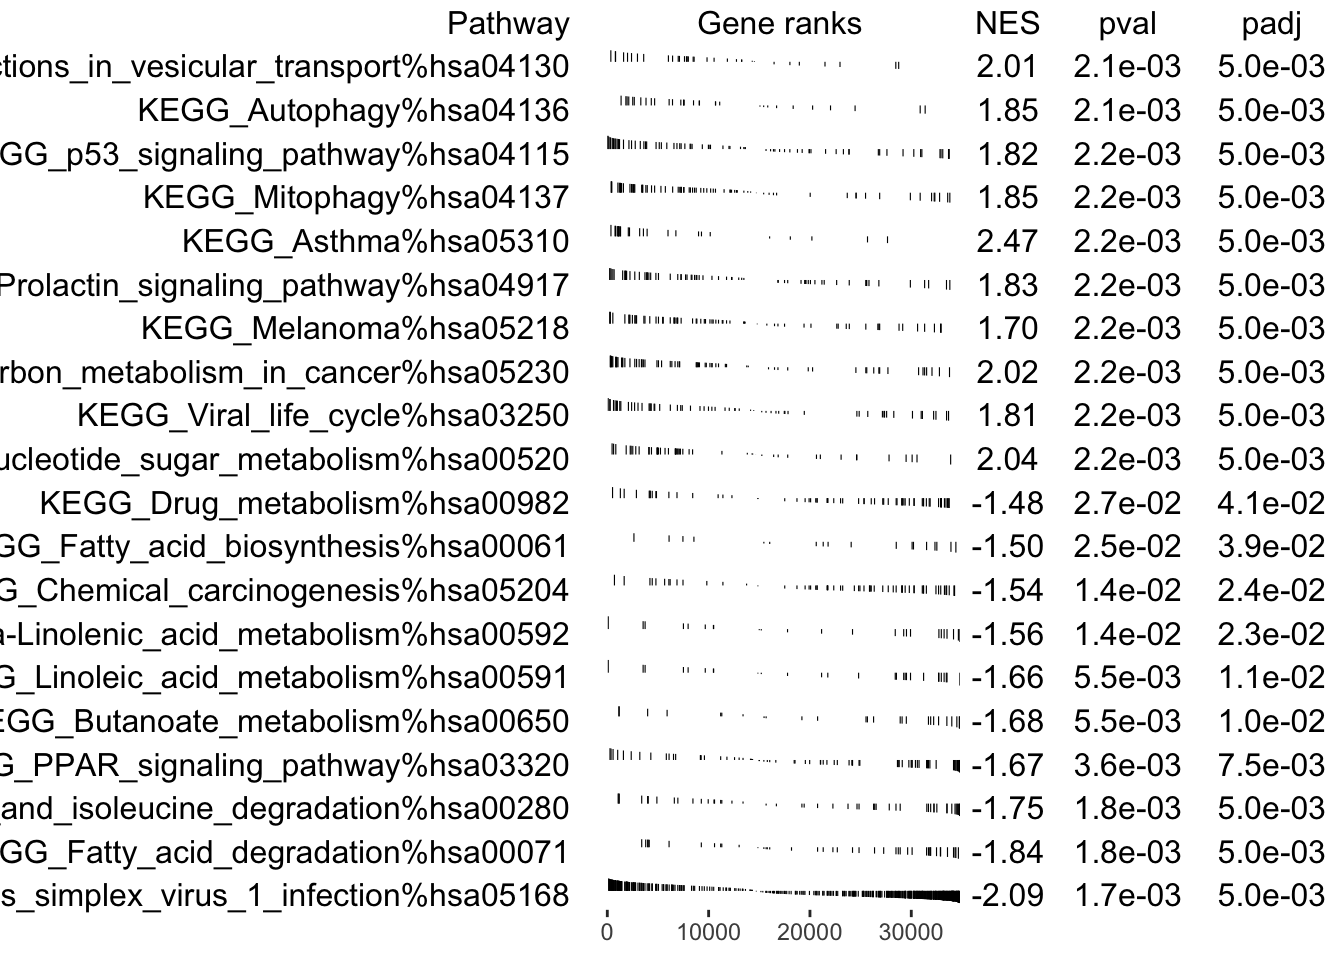 Pathway Gene ranks NES pval padj
ctions_in_vesicular_transport%hsa04130 2.01 2.1e-03 5.0e-03
KEGG_Autophagy%hsa04136 1.85 2.1e-03 5.0e-03
GG_p53_signaling_pathway%hsa04115 1.82 2.2e-03 5.0e-03
KEGG_Mitophagy%hsa04137 1.85 2.2e-03 5.0e-03
KEGG_Asthma%hsa05310 2.47 2.2e-03 5.0e-03
Prolactin_signaling_pathway%hsa04917 1.83 2.2e-03 5.0e-03
KEGG_Melanoma%hsa05218 1.70 2.2e-03 5.0e-03
rbon_metabolism_in_cancer%hsa05230 2.02 2.2e-03 5.0e-03
KEGG_Viral_life_cycle%hsa03250 1.81 2.2e-03 5.0e-03
ucleotide_sugar_metabolism%hsa00520 2.04 2.2e-03 5.0e-03
KEGG_Drug_metabolism%hsa00982 -1.48 2.7e-02 4.1e-02
GG_Fatty_acid_biosynthesis%hsa00061 -1.50 2.5e-02 3.9e-02
G_Chemical_carcinogenesis%hsa05204 -1.54 1.4e-02 2.4e-02
a-Linolenic_acid_metabolism%hsa00592 -1.56 1.4e-02 2.3e-02
G_Linoleic_acid_metabolism%hsa00591 -1.66 5.5e-03 1.1e-02
EGG_Butanoate_metabolism%hsa00650 -1.68 5.5e-03 1.0e-02
G_PPAR_signaling_pathway%hsa03320 -1.67 3.6e-03 7.5e-03
_and_isoleucine_degradation%hsa00280 -1.75 1.8e-03 5.0e-03
GG_Fatty_acid_degradation%hsa00071 -1.84 1.8e-03 5.0e-03
s_simplex_virus_1_infection%hsa05168 -2.09 1.7e-03 5.0e-03
0 10000 20000 30000